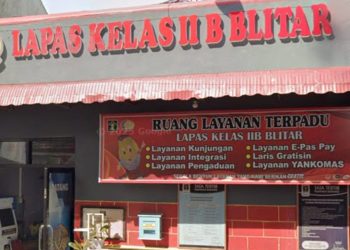 LAPAS KELAS II B BLITAR
RUANG LAYANAN TERPADU
LAPAS KELAS IIB BLITAR
• Layanan Kunjungan
• Layanan Integrasi
• Layanan Pengaduan
• Layanan E-Pas Pay
• Laris Gratisin
• Layanan YANKOMAS